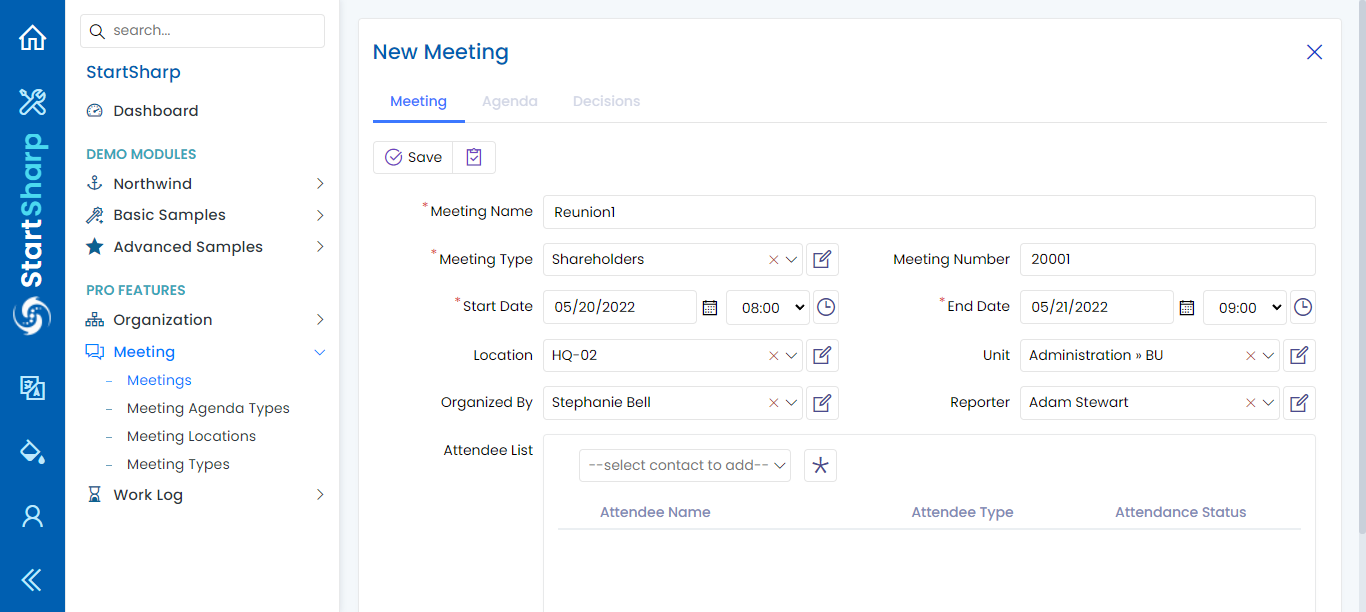 StartSharp
search...
StartSharp
Dashboard
DEMO MODULES
Northwind
Basic Samples
Advanced Samples
PRO FEATURES
Organization
Meeting
Meetings
Meeting Agenda Types
Meeting Locations
Meeting Types
Work Log
New Meeting
Meeting Agenda Decisions
Save
*Meeting Name Reunion1
*Meeting Type Shareholders Meeting Number 20001
*Start Date 05/20/2022 08:00 *End Date 05/21/2022 09:00
Location HQ-02 Unit Administration » BU
Organized By Stephanie Bell Reporter Adam Stewart
Attendee List
--select contact to add--
Attendee Name Attendee Type Attendance Status